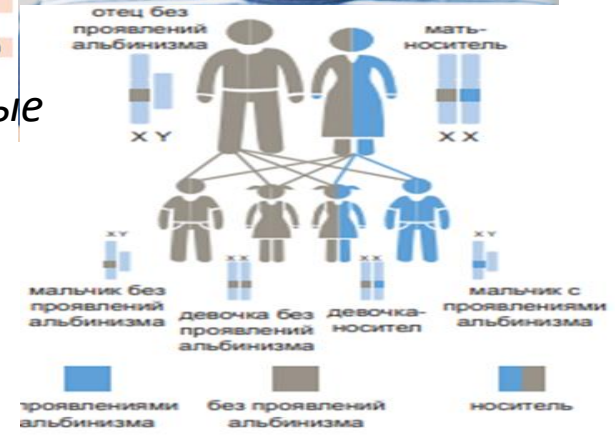 отец без
проявлений
альбинизма
мать-
носитель
ые
X Y
X X
X Y
X X
X X
X Y
мальчик без
проявлений
альбинизма
девочка без
проявлений
альбинизма
девочка-
носител
мальчик с
проявлениями
альбинизма
проявлениями
альбинизма
без проявлений
альбинизма
носитель